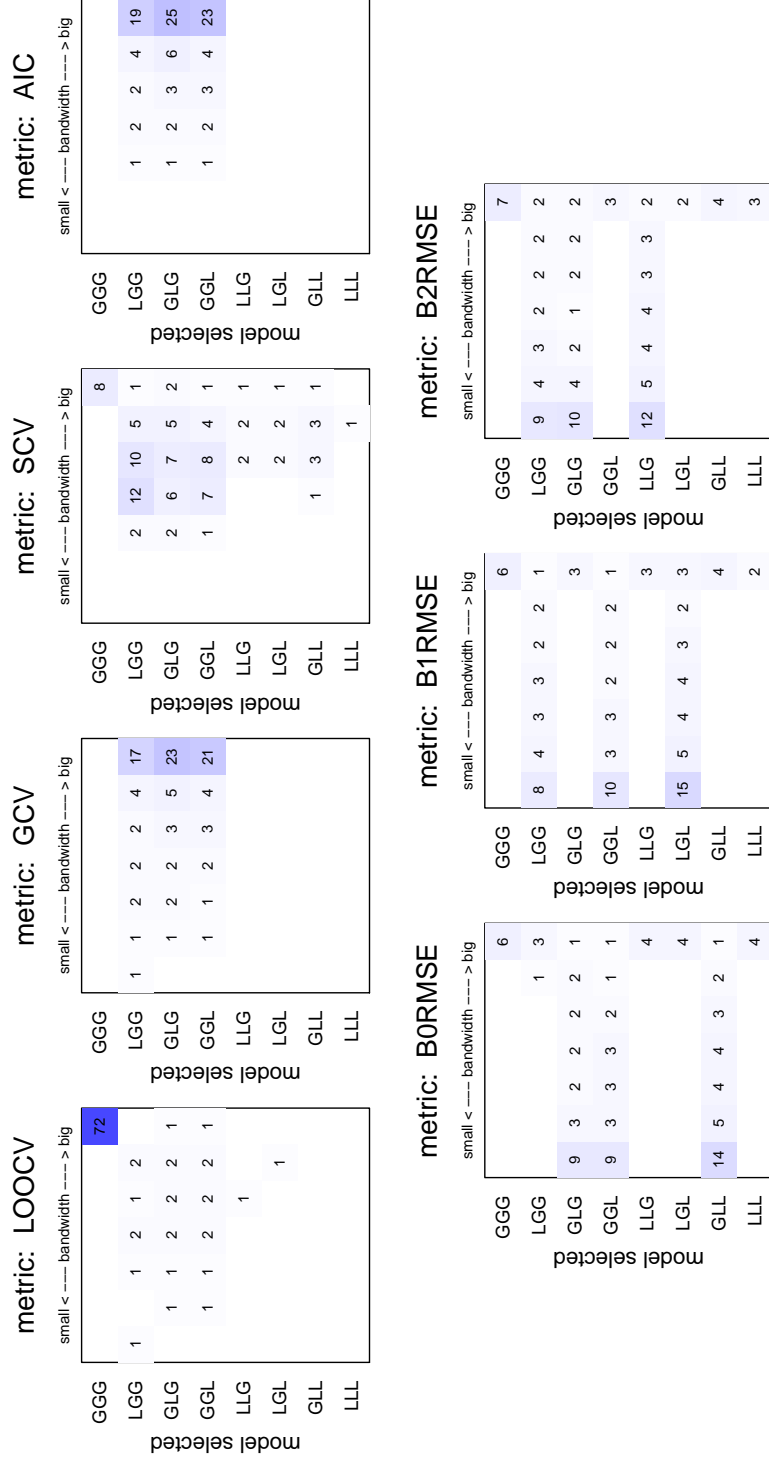 metric: LOOCV
small < −−− bandwidth −−− > big
model selected
GGG 72
LGG 1 1 2 1 2
GLG 1 1 2 2 2 1
GGL 1 1 2 2 2 1
LLG 1
LGL 1
GLL
LLL
metric: GCV
small < −−− bandwidth −−− > big
model selected
GGG
LGG 1 1 2 2 2 4 17
GLG 1 2 2 3 5 23
GGL 1 1 2 3 4 21
LLG
LGL
GLL
LLL
metric: SCV
small < −−− bandwidth −−− > big
model selected
GGG 8
LGG 2 12 10 5 1
GLG 2 6 7 5 2
GGL 1 7 8 4 1
LLG 2 2 1
LGL 2 2 1
GLL 1 3 3 1
LLL 1
metric: AIC
small < −−− bandwidth −−− > big
model selected
GGG
LGG 1 2 2 4 19
GLG 1 2 3 6 25
GGL 1 2 3 4 23
LLG
LGL
GLL
LLL
metric: B0RMSE
small < −−− bandwidth −−− > big
model selected
GGG 6
LGG 1 3
GLG 9 3 2 2 2 2 1
GGL 9 3 3 3 2 1 1
LLG 4
LGL 4
GLL 14 5 4 4 3 2 1
LLL 4
metric: B1RMSE
small < −−− bandwidth −−− > big
model selected
GGG 6
LGG 8 4 3 3 2 2 1
GLG 3
GGL 10 3 3 2 2 2 1
LLG 3
LGL 15 5 4 4 3 2 3
GLL 4
LLL 2
metric: B2RMSE
small < −−− bandwidth −−− > big
model selected
GGG 7
LGG 9 4 3 2 2 2 2
GLG 10 4 2 1 2 2 2
GGL 3
LLG 12 5 4 4 3 3 2
LGL 2
GLL 4
LLL 3